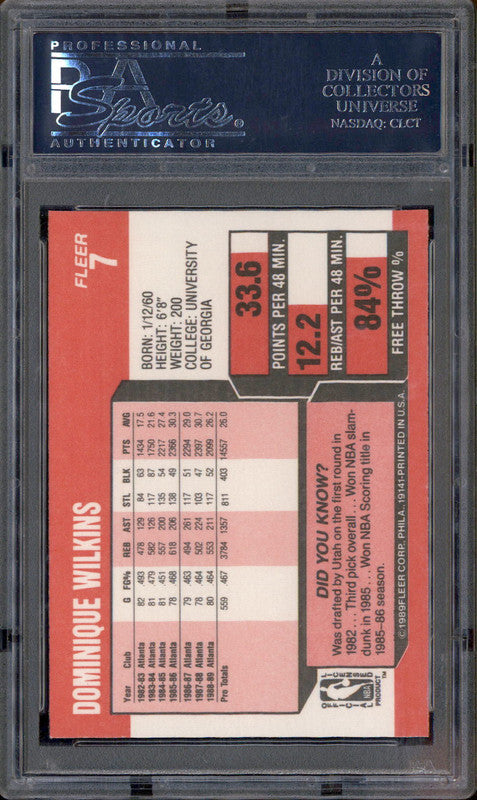 PROFESSIONAL
PSA
Sports
AUTHENTICATOR
A
DIVISION OF
COLLECTORS
UNIVERSE
NASDAQ: CLCT
DOMINIQUE WILKINS
FLEER
7
BORN: 1/12/60
HEIGHT: 6'8"
WEIGHT: 200
COLLEGE: UNIVERSITY
OF GEORGIA
Year Club G FG% REB AST STL BLK PTS AVG
1982-83 Atlanta 82 .493 478 129 84 63 1434 17.5
1983-84 Atlanta 81 .479 582 126 117 87 1750 21.6
1984-85 Atlanta 81 .451 557 200 135 54 2217 27.4
1985-86 Atlanta 78 .468 618 206 138 49 2366 30.3
1986-87 Atlanta 79 .463 494 261 117 51 2294 29.0
1987-88 Atlanta 78 .464 502 224 103 47 2397 30.7
1988-89 Atlanta 80 .464 553 211 117 52 2099 26.2
Pro Totals 559 .467 3784 1357 811 403 14557 26.0
33.6
POINTS PER 48 MIN.
12.2
REB/AST PER 48 MIN.
84%
FREE THROW %
DID YOU KNOW?
Was drafted by Utah on the first round in
1982 ... Third pick overall ... Won NBA slam-
dunk in 1985 ... Won NBA Scoring title in
1985–86 season.
OFFICIAL LICENSED
NBA
PRODUCT™
©1989 FLEER CORP., PHILA., 19141-PRINTED IN U.S.A.